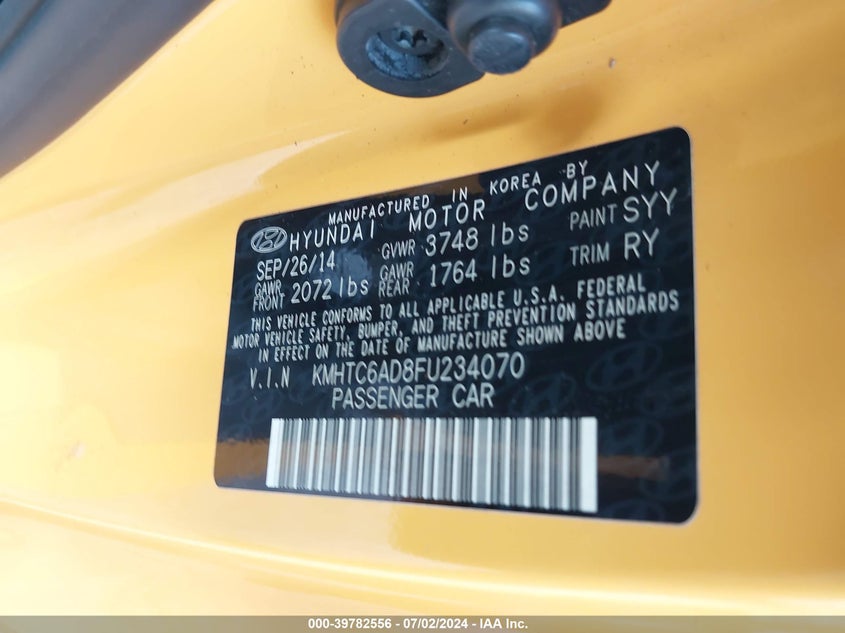 MANUFACTURED IN KOREA BY
HYUNDAI MOTOR COMPANY
SEP/26/14 GVWR 3748 lbs PAINT SYY
GAWR FRONT 2072 lbs GAWR REAR 1764 lbs TRIM RY
THIS VEHICLE CONFORMS TO ALL APPLICABLE U.S.A. FEDERAL
MOTOR VEHICLE SAFETY, BUMPER, AND THEFT PREVENTION STANDARDS
IN EFFECT ON THE DATE OF MANUFACTURE SHOWN ABOVE
V.I.N KMHTC6AD8FU234070
PASSENGER CAR
000-39782556 - 07/02/2024 - IAA Inc.